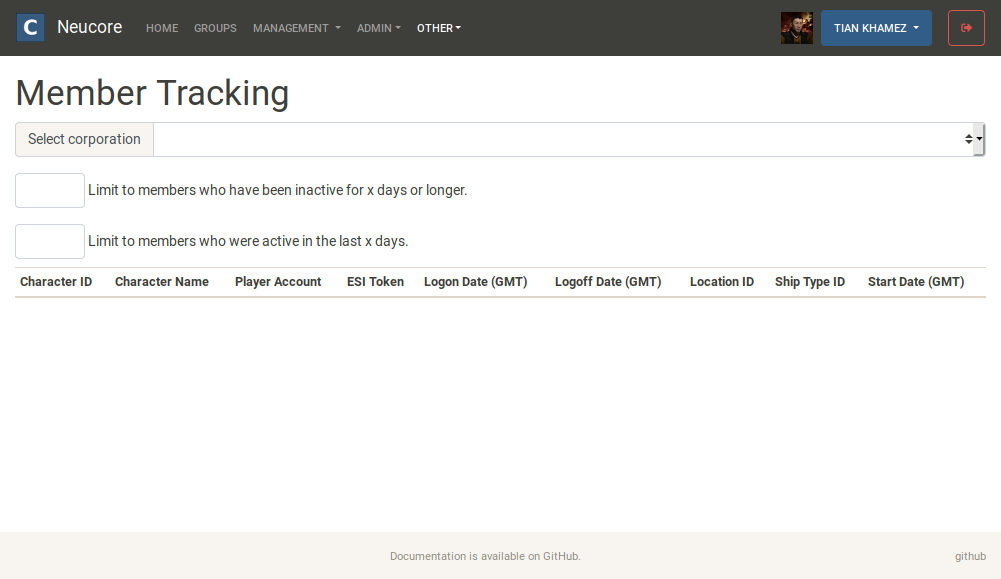 C Neucore HOME GROUPS MANAGEMENT ADMIN OTHER TIAN KHAMEZ
Member Tracking
Select corporation
Limit to members who have been inactive for x days or longer.
Limit to members who were active in the last x days.
Character ID Character Name Player Account ESI Token Logon Date (GMT) Logoff Date (GMT) Location ID Ship Type ID Start Date (GMT)
Documentation is available on GitHub. github